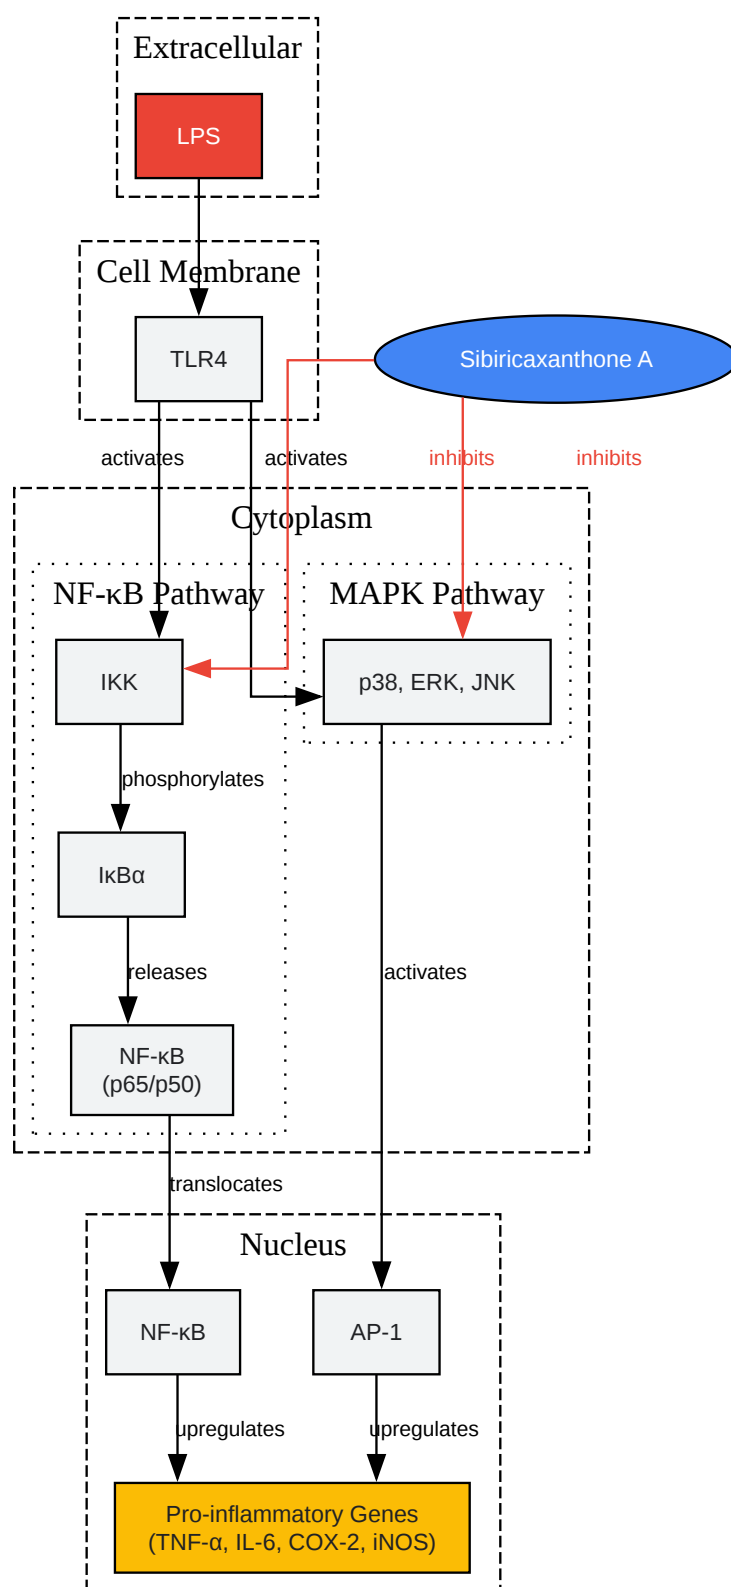 Extracellular
LPS
Cell Membrane
TLR4
Sibiricaxanthone A
activates
activates
inhibits
inhibits
Cytoplasm
NF-κB Pathway
MAPK Pathway
IKK
p38, ERK, JNK
phosphorylates
IκBα
releases
activates
NF-κB
(p65/p50)
translocates
Nucleus
NF-κB
AP-1
upregulates
upregulates
Pro-inflammatory Genes
(TNF-α, IL-6, COX-2, iNOS)